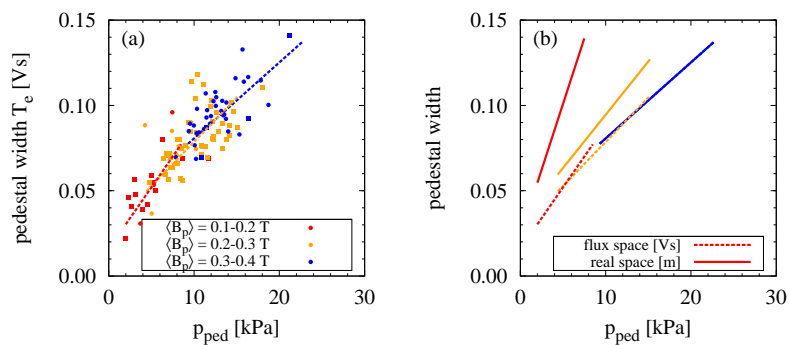 (a)
0.15
0.10
0.05
0.00
pedestal width T_e [Vs]
⟨B_p⟩ = 0.1-0.2 T
⟨B_p⟩ = 0.2-0.3 T
⟨B_p⟩ = 0.3-0.4 T
0 10 20 30
p_ped [kPa]
(b)
0.15
0.10
0.05
0.00
pedestal width
flux space [Vs]
real space [m]
0 10 20 30
p_ped [kPa]